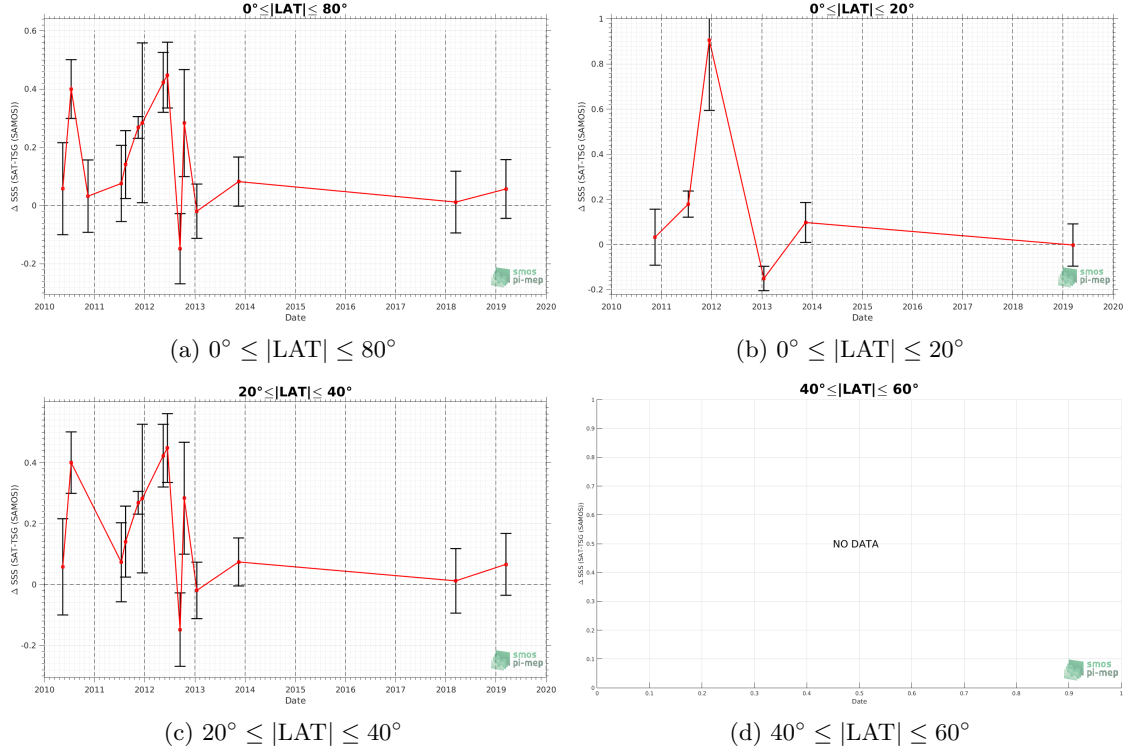 0°≤|LAT|≤ 80°
0.6
0.4
0.2
0
-0.2
Δ SSS (SAT-TSG (SAMOS))
2010 2011 2012 2013 2014 2015 2016 2017 2018 2019 2020
Date
smos
pi-mep
(a) 0° ≤ |LAT| ≤ 80°
0°≤|LAT|≤ 20°
1
0.8
0.6
0.4
0.2
0
-0.2
Δ SSS (SAT-TSG (SAMOS))
2010 2011 2012 2013 2014 2015 2016 2017 2018 2019 2020
Date
smos
pi-mep
(b) 0° ≤ |LAT| ≤ 20°
20°≤|LAT|≤ 40°
0.4
0.2
0
-0.2
Δ SSS (SAT-TSG (SAMOS))
2010 2011 2012 2013 2014 2015 2016 2017 2018 2019 2020
Date
smos
pi-mep
(c) 20° ≤ |LAT| ≤ 40°
40°≤|LAT|≤ 60°
1
0.9
0.8
0.7
0.6
0.5
0.4
0.3
0.2
0.1
0
Δ SSS (SAT-TSG (SAMOS))
NO DATA
0 0.1 0.2 0.3 0.4 0.5 0.6 0.7 0.8 0.9 1
Date
smos
pi-mep
(d) 40° ≤ |LAT| ≤ 60°